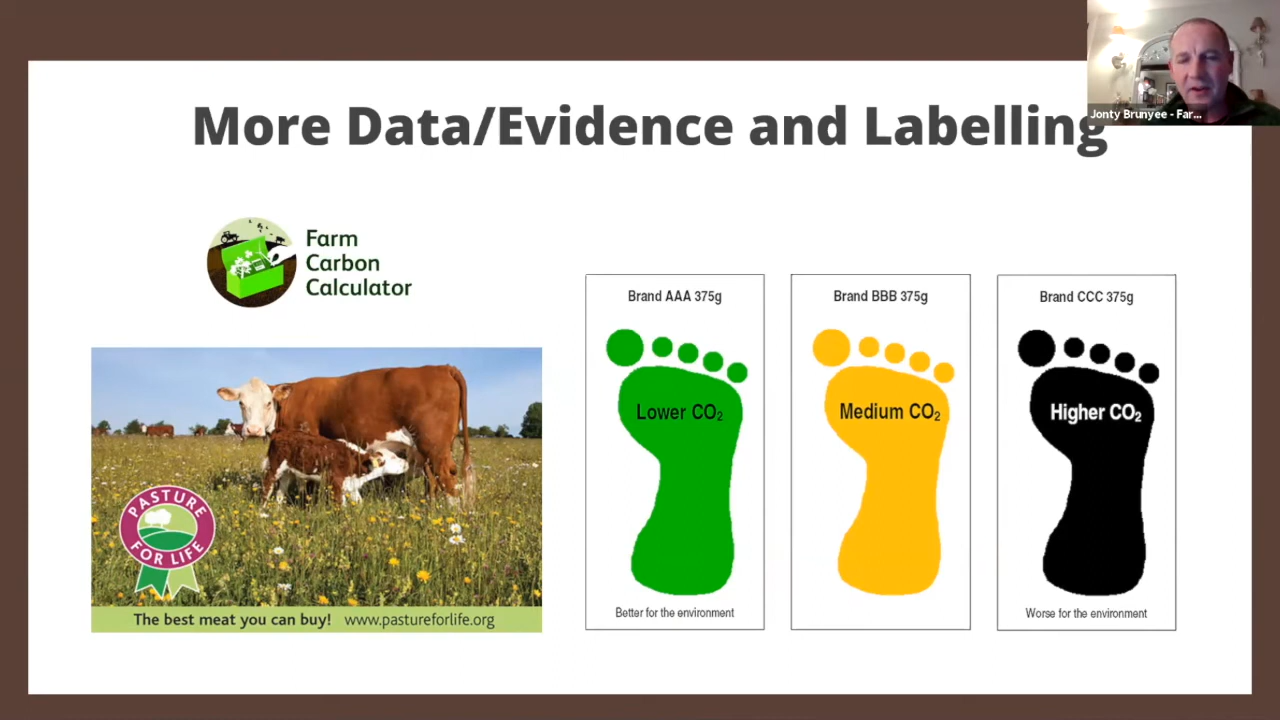 More Data/Evidence and Labelling
Jonty Brunyee - Far...
Farm
Carbon
Calculator
PASTURE
FOR LIFE
The best meat you can buy! www.pastureforlife.org
Brand AAA 375g
Lower CO₂
Better for the environment
Brand BBB 375g
Medium CO₂
Brand CCC 375g
Higher CO₂
Worse for the environment